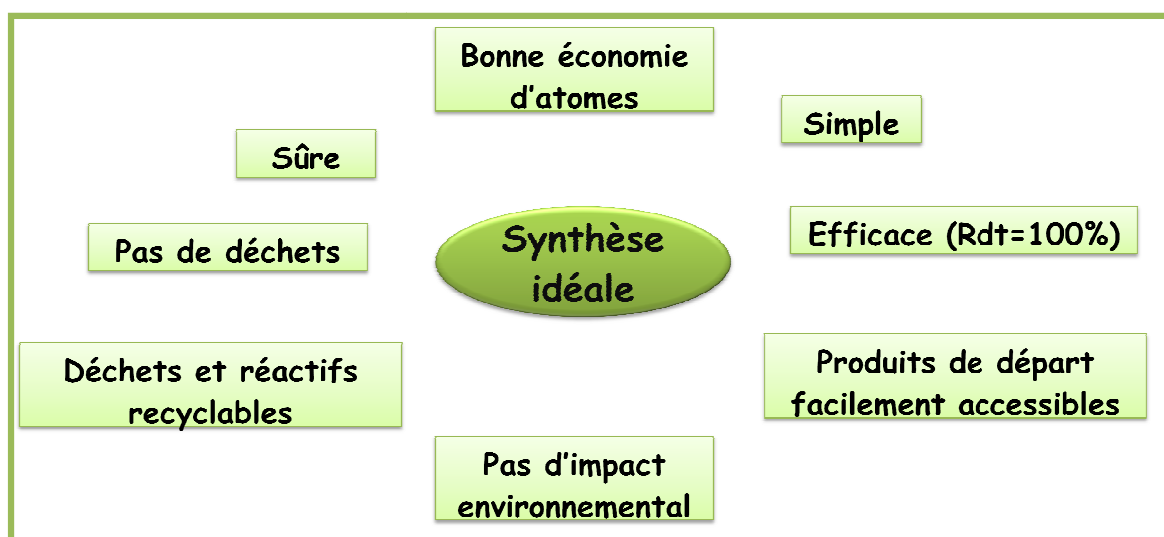 Bonne économie
d'atomes
Simple
Sûre
Efficace (Rdt=100%)
Pas de déchets
Synthèse
idéale
Déchets et réactifs
recyclables
Produits de départ
facilement accessibles
Pas d'impact
environnemental